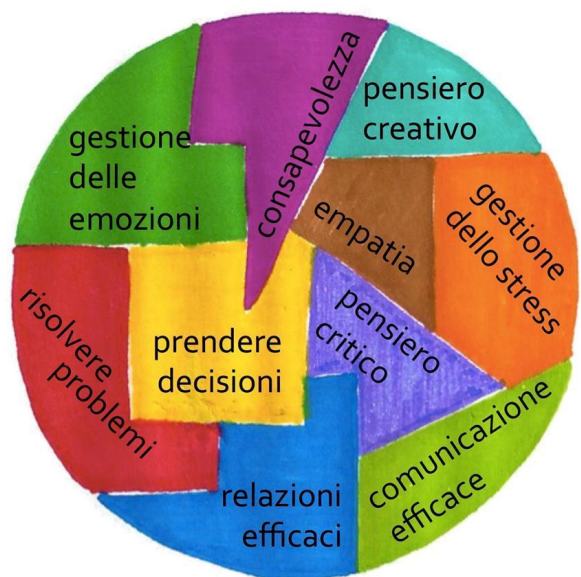 consapevolezza
pensiero
creativo
gestione
delle
emozioni
empatia
gestione
dello stress
risolvere
problemi
prendere
decisioni
pensiero
critico
relazioni
efficaci
comunicazione
efficace